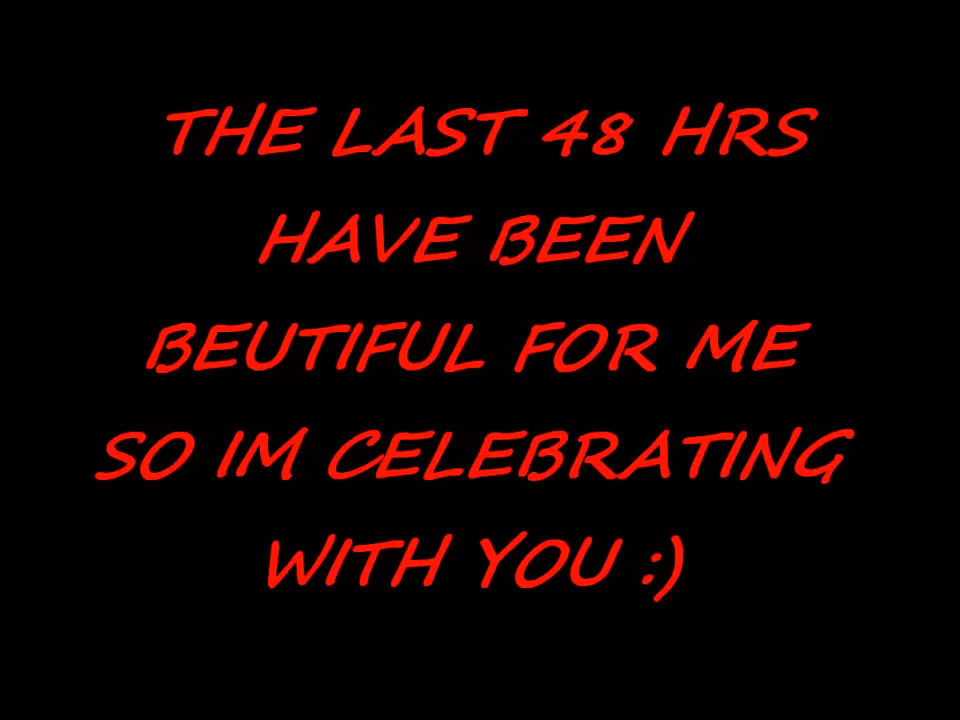 THE LAST 48 HRS
HAVE BEEN
BEUTIFUL FOR ME
SO IM CELEBRATING
WITH YOU :)